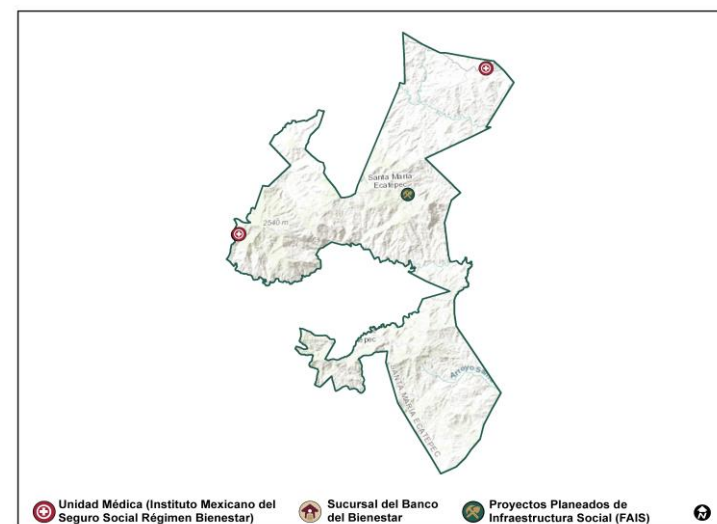 Santa María
Ecatepec
2540 m
SANTA MARÍA ECATEPEC
Unidad Médica (Instituto Mexicano del
Seguro Social Régimen Bienestar)
Sucursal del Banco
del Bienestar
Proyectos Planeados de
Infraestructura Social (FAIS)